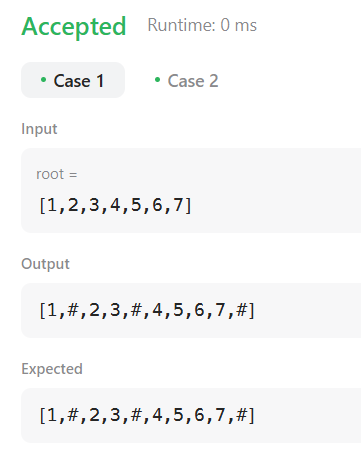 Accepted Runtime: 0 ms
• Case 1 • Case 2
Input
root =
[1,2,3,4,5,6,7]
Output
[1,#,2,3,#,4,5,6,7,#]
Expected
[1,#,2,3,#,4,5,6,7,#]